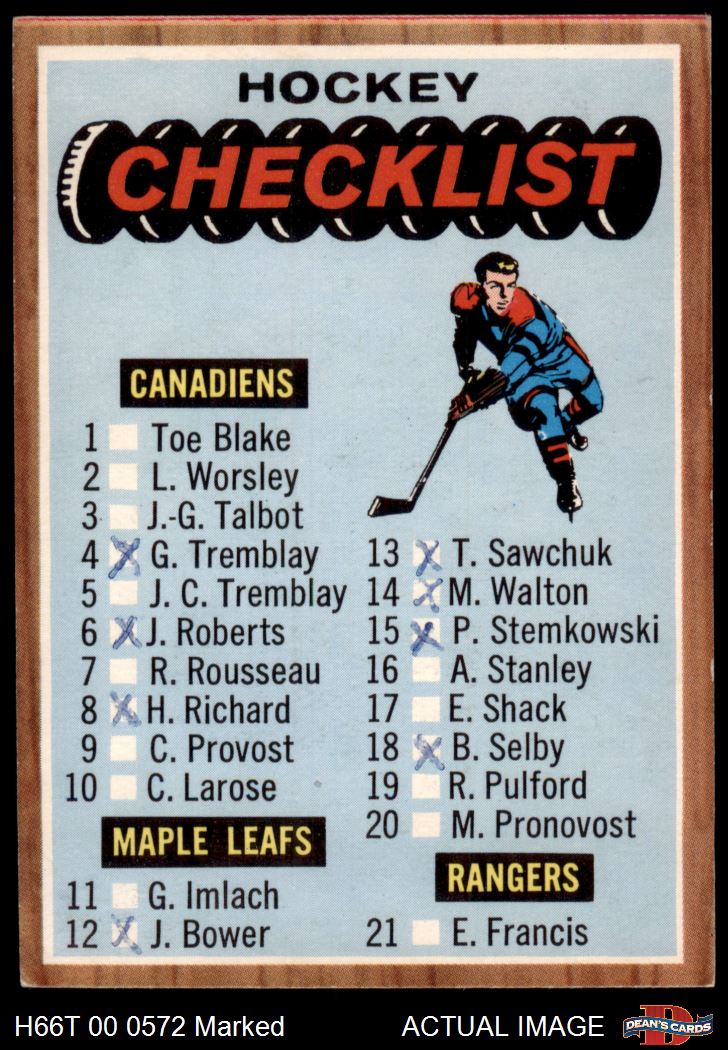 HOCKEY
CHECKLIST
CANADIENS
1 Toe Blake
2 L. Worsley
3 J.-G. Talbot
4 X G. Tremblay
5 J. C. Tremblay
6 X J. Roberts
7 R. Rousseau
8 X H. Richard
9 C. Provost
10 C. Larose
MAPLE LEAFS
11 G. Imlach
12 X J. Bower
13 X T. Sawchuk
14 X M. Walton
15 X P. Stemkowski
16 A. Stanley
17 E. Shack
18 X B. Selby
19 R. Pulford
20 M. Pronovost
RANGERS
21 E. Francis
H66T 00 0572 Marked
ACTUAL IMAGE
D
DEAN'S CARDS